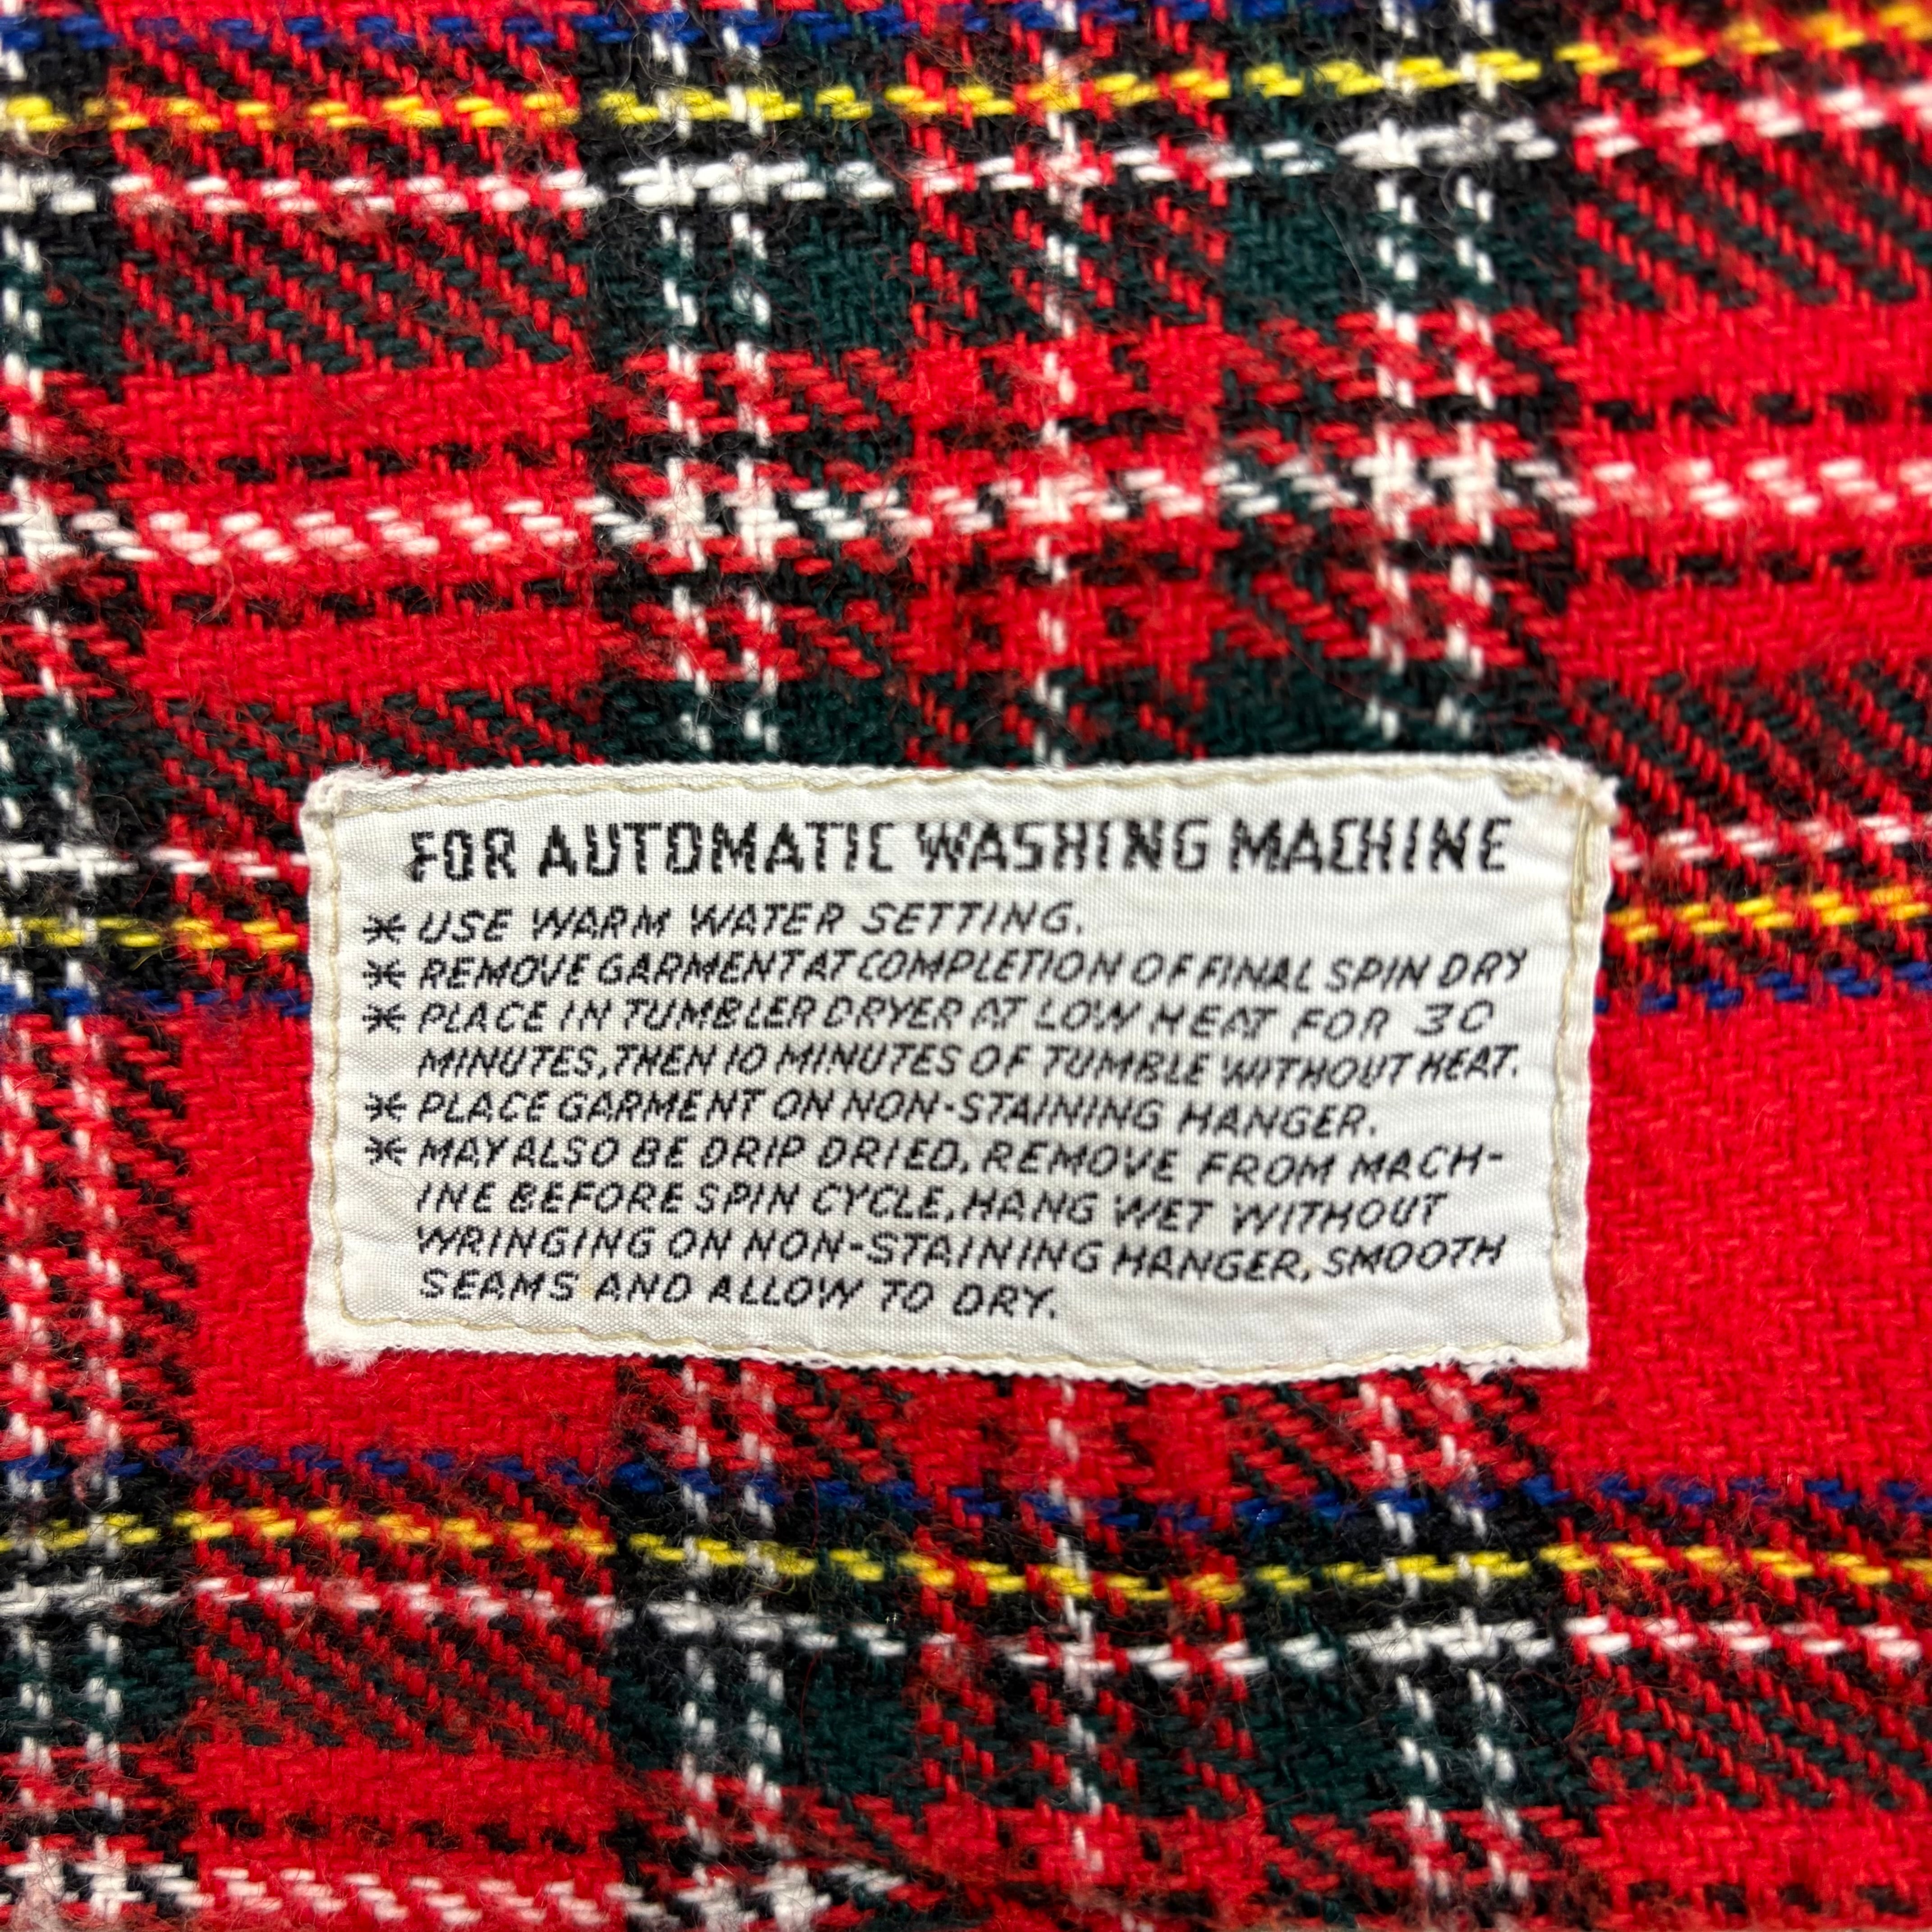 FOR AUTOMATIC WASHING MACHINE
* USE WARM WATER SETTING.
* REMOVE GARMENT AT COMPLETION OF FINAL SPIN DRY
* PLACE IN TUMBLER DRYER AT LOW HEAT FOR 30
MINUTES, THEN 10 MINUTES OF TUMBLE WITHOUT HEAT.
* PLACE GARMENT ON NON-STAINING HANGER.
* MAY ALSO BE DRIP DRIED, REMOVE FROM MACH-
INE BEFORE SPIN CYCLE, HANG WET WITHOUT
WRINGING ON NON-STAINING HANGER, SMOOTH
SEAMS AND ALLOW TO DRY.